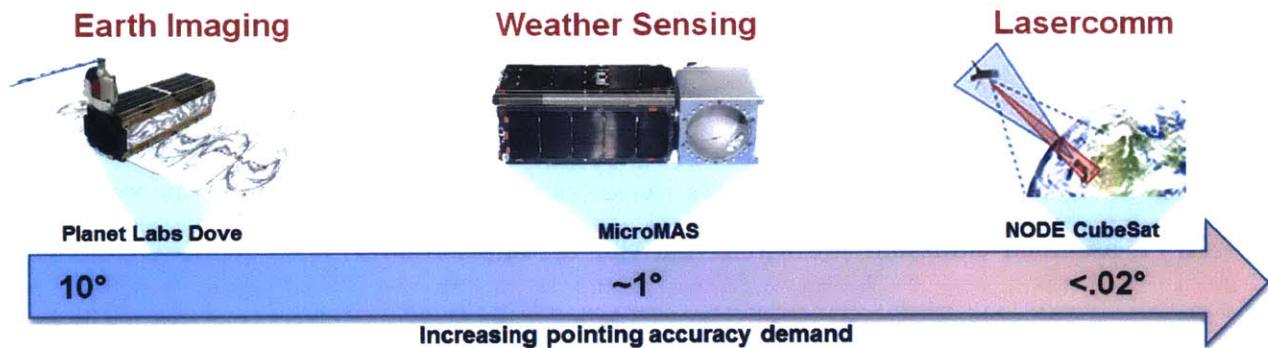 Earth Imaging
Weather Sensing
Lasercomm
Planet Labs Dove
MicroMAS
NODE CubeSat
10°
~1°
<.02°
Increasing pointing accuracy demand